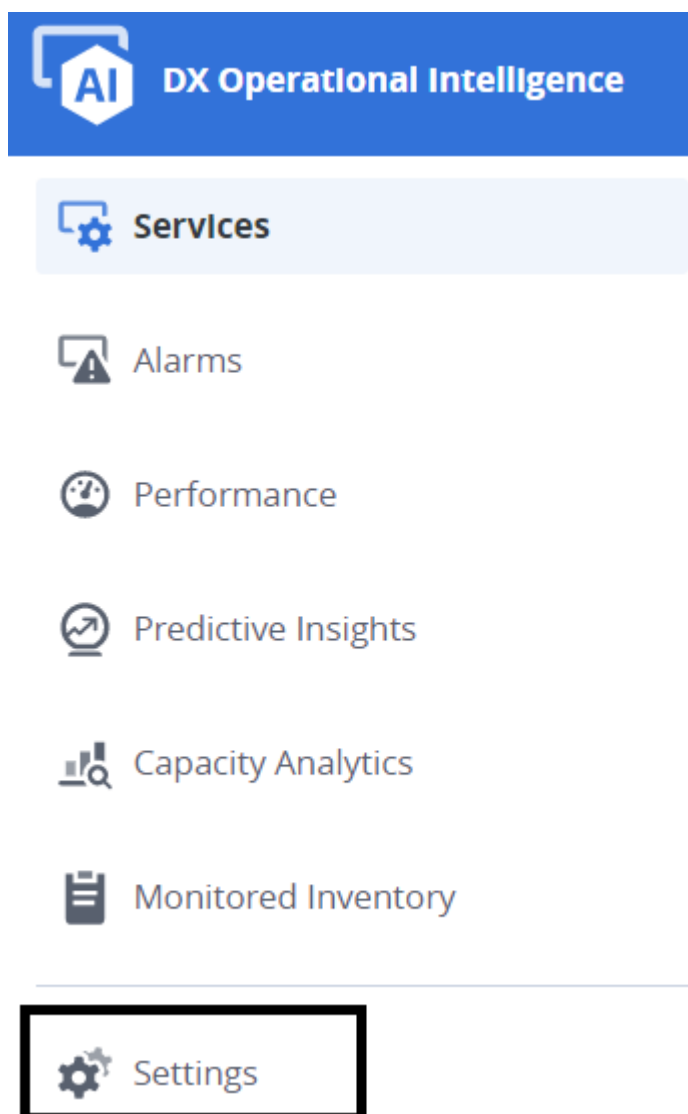 AI
DX Operational Intelligence
Services
Alarms
Performance
Predictive Insights
Capacity Analytics
Monitored Inventory
Settings